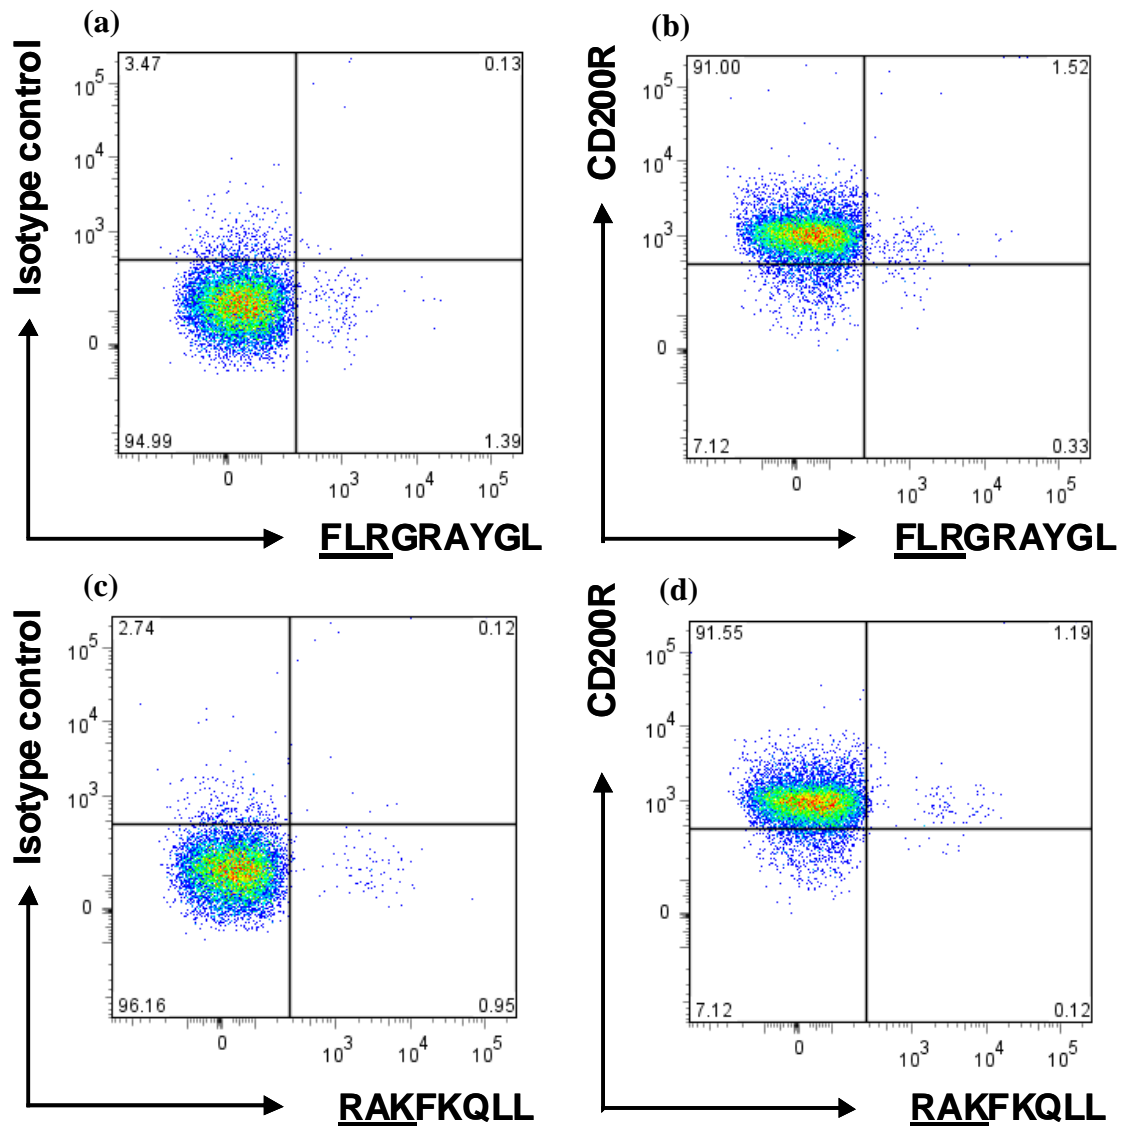 (a)
Isotype control
3.47 0.13
10^5
10^4
10^3
0
94.99 1.39
0 10^3 10^4 10^5
FLRGRAYGL
(b)
CD200R
91.00 1.52
10^5
10^4
10^3
0
7.12 0.33
0 10^3 10^4 10^5
FLRGRAYGL
(c)
Isotype control
2.74 0.12
10^5
10^4
10^3
0
96.16 0.95
0 10^3 10^4 10^5
RAKFKQLL
(d)
CD200R
91.55 1.19
10^5
10^4
10^3
0
7.12 0.12
0 10^3 10^4 10^5
RAKFKQLL